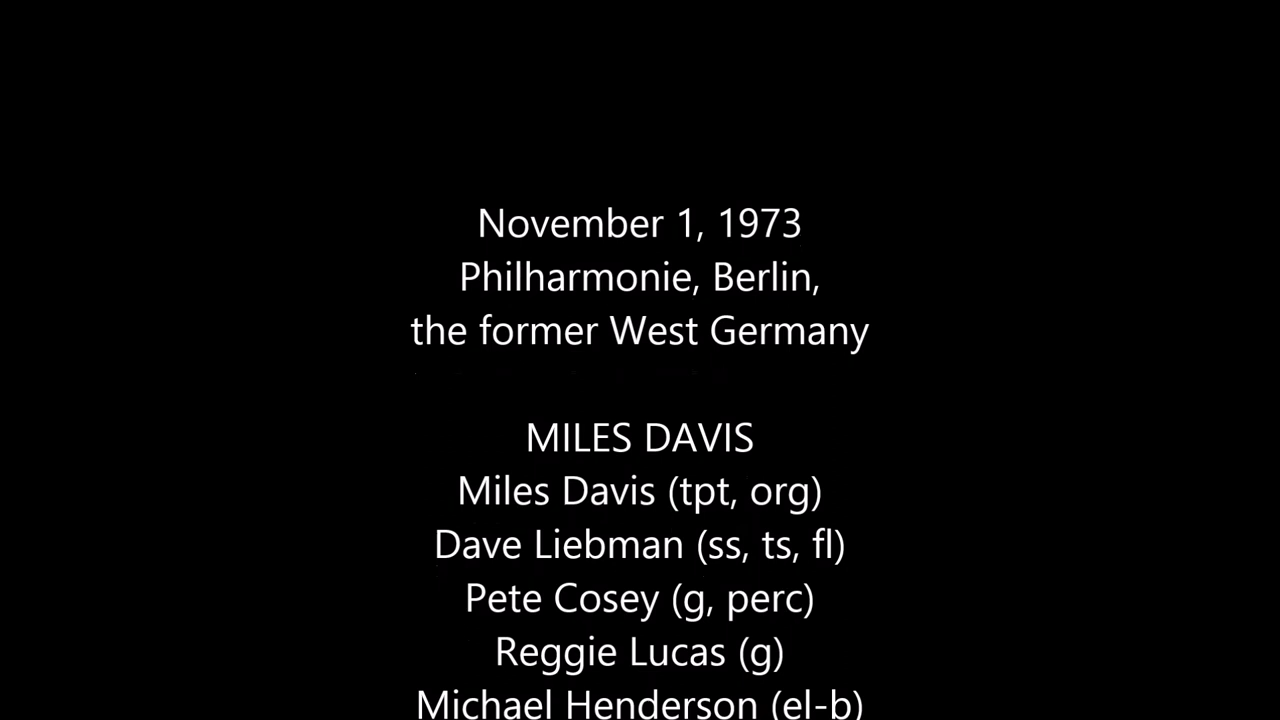 November 1, 1973
Philharmonie, Berlin,
the former West Germany
MILES DAVIS
Miles Davis (tpt, org)
Dave Liebman (ss, ts, fl)
Pete Cosey (g, perc)
Reggie Lucas (g)
Michael Henderson (el-b)